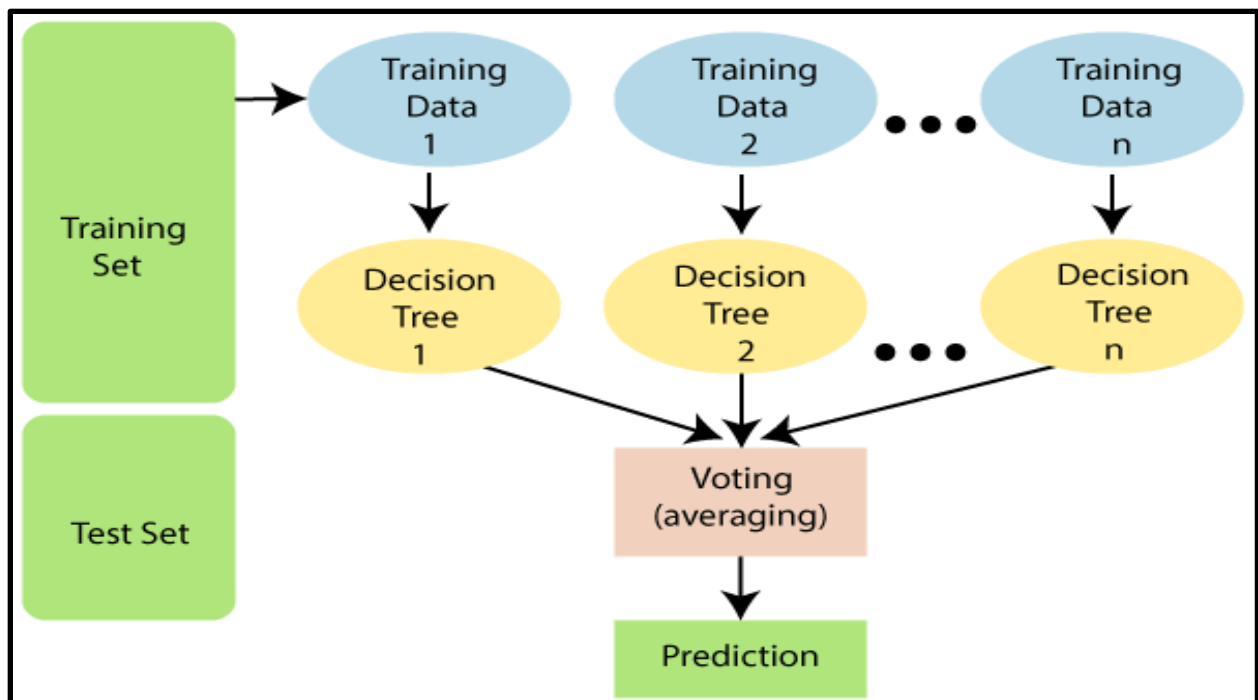 Training
Set
Test Set
Training
Data
1
Training
Data
2
Training
Data
n
Decision
Tree
1
Decision
Tree
2
Decision
Tree
n
Voting
(averaging)
Prediction